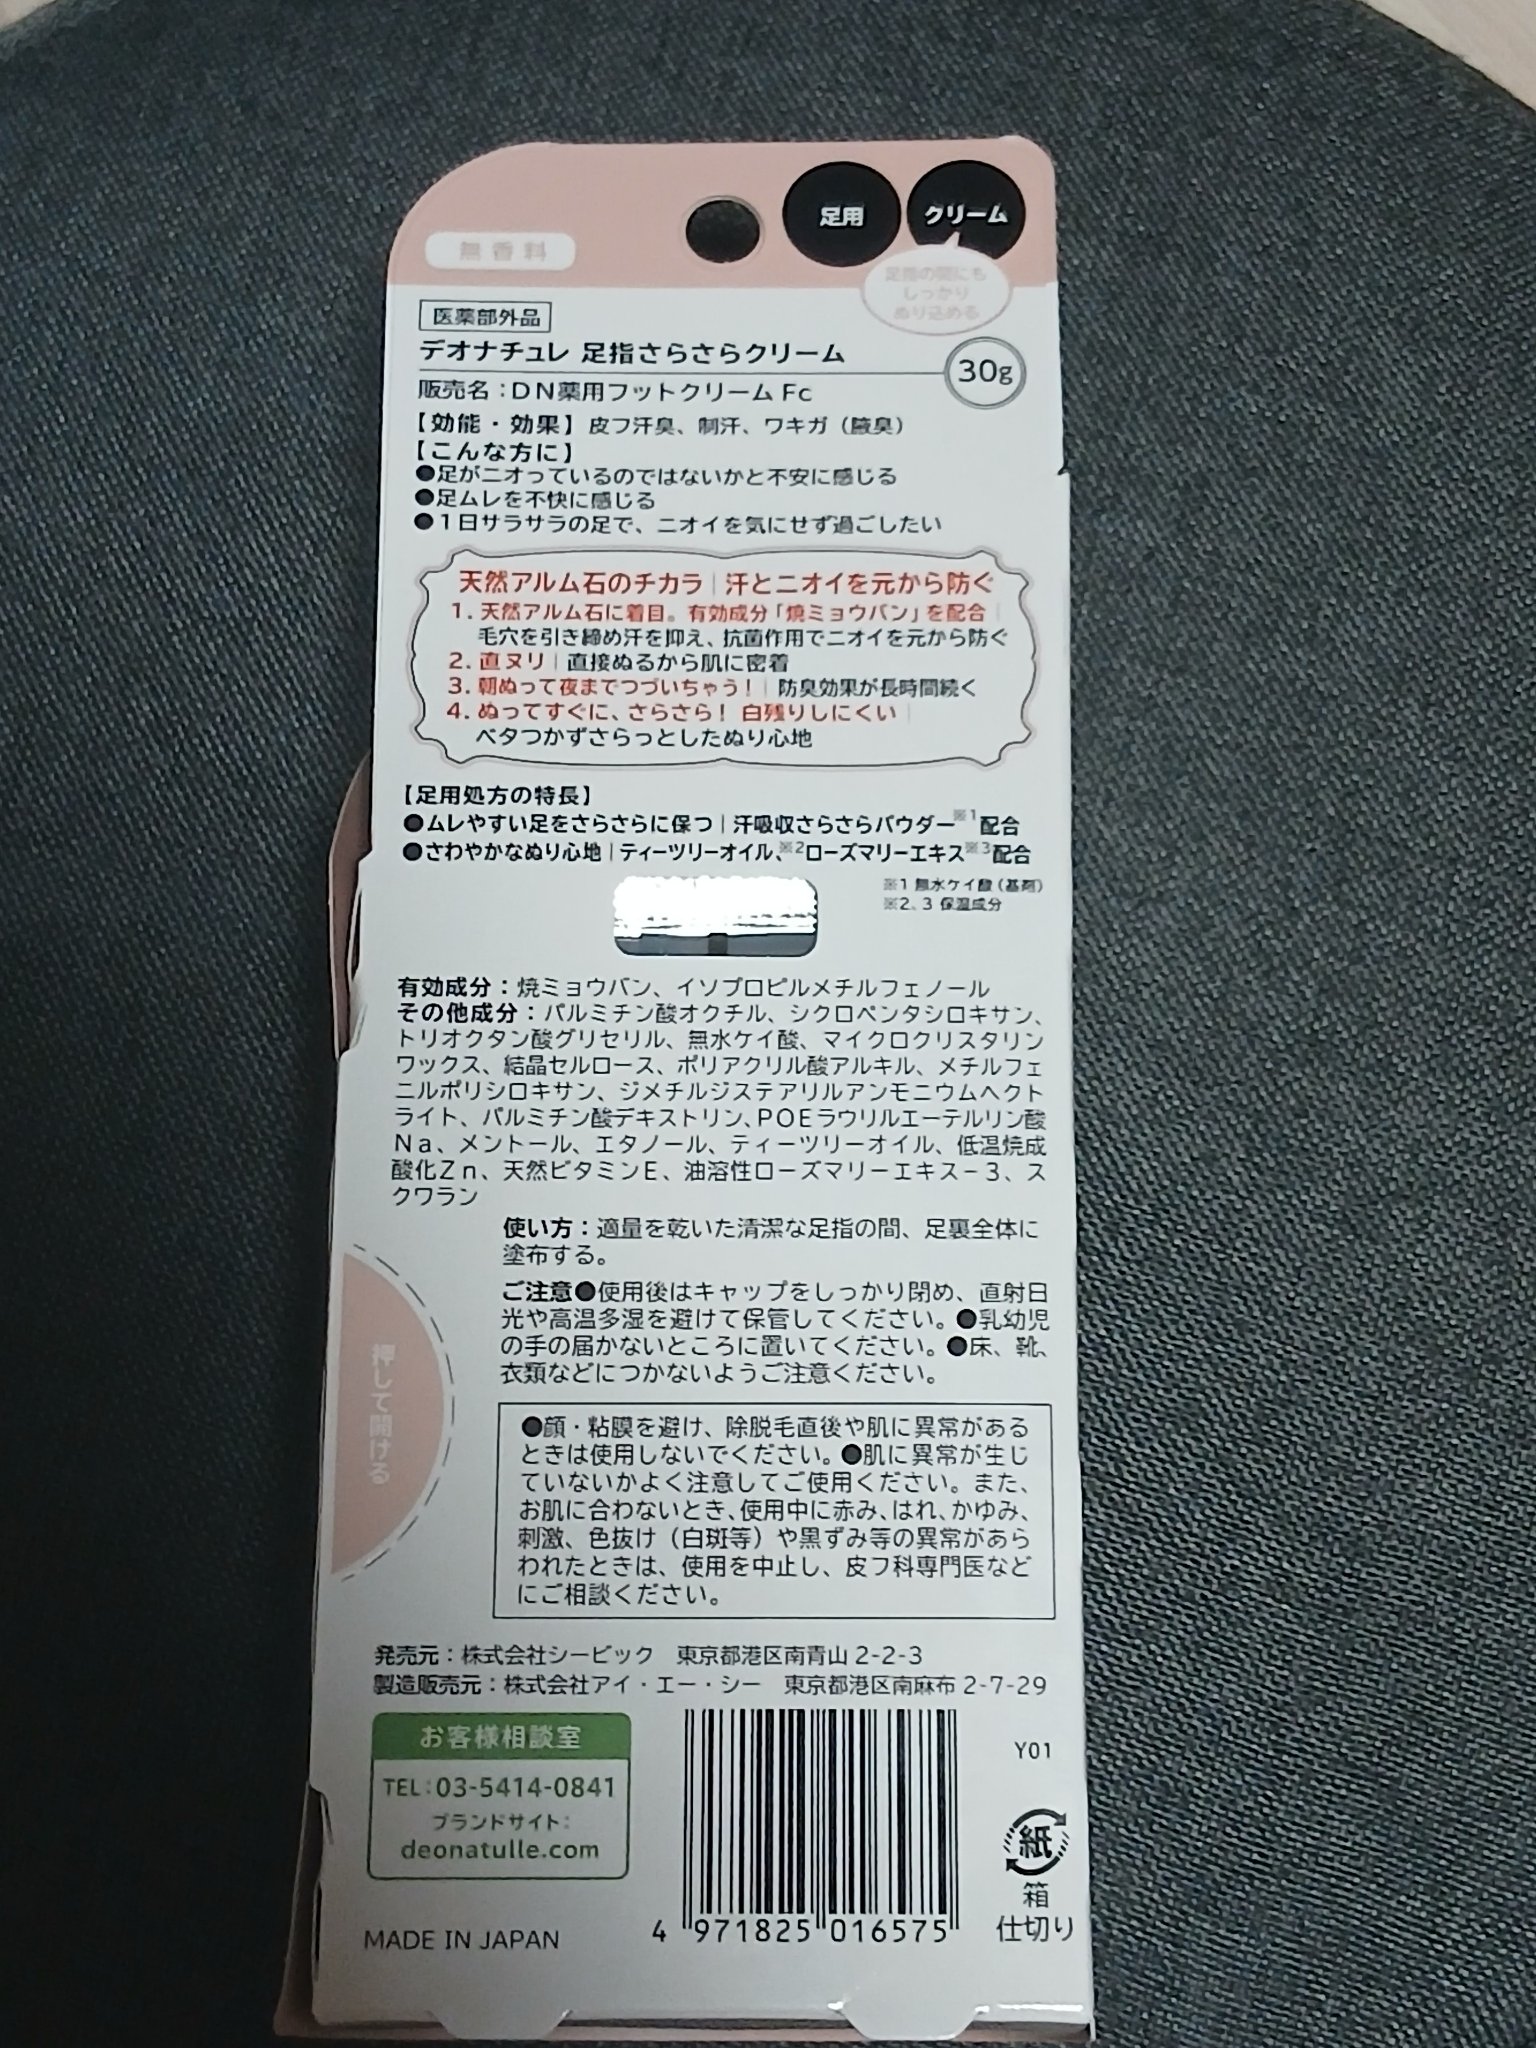 無香料
足用
クリーム
足指の間にも
しっかり
ぬり込める
医薬部外品
デオナチュレ 足指さらさらクリーム
30g
販売名：DN薬用フットクリーム Fc
【効能・効果】皮フ汗臭、制汗、ワキガ（腋臭）
【こんな方に】
●足がニオっているのではないかと不安に感じる
●足ムレを不快に感じる
●1日サラサラの足で、ニオイを気にせず過ごしたい
天然アルム石のチカラ｜汗とニオイを元から防ぐ
1. 天然アルム石に着目。有効成分「焼ミョウバン」を配合｜
毛穴を引き締め汗を抑え、抗菌作用でニオイを元から防ぐ
2. 直ヌリ｜直接ぬるから肌に密着
3. 朝ぬって夜までつづいちゃう！｜防臭効果が長時間続く
4. ぬってすぐに、さらさら！ 白残りしにくい｜
ベタつかずさらっとしたぬり心地
【足用処方の特長】
●ムレやすい足をさらさらに保つ｜汗吸収さらさらパウダー※1配合
●さわやかなぬり心地｜ティーツリーオイル、※2ローズマリーエキス※3配合
※1 無水ケイ酸（基剤）
※2、3 保湿成分
有効成分：焼ミョウバン、イソプロピルメチルフェノール
その他成分：パルミチン酸オクチル、シクロペンタシロキサン、
トリオクタン酸グリセリル、無水ケイ酸、マイクロクリスタリン
ワックス、結晶セルロース、ポリアクリル酸アルキル、メチルフェ
ニルポリシロキサン、ジメチルジステアリルアンモニウムヘクト
ライト、パルミチン酸デキストリン、POEラウリルエーテルリン酸
Na、メントール、エタノール、ティーツリーオイル、低温焼成
酸化Zn、天然ビタミンE、油溶性ローズマリーエキス－3、ス
クワラン
使い方：適量を乾いた清潔な足指の間、足裏全体に
塗布する。
ご注意●使用後はキャップをしっかり閉め、直射日
光や高温多湿を避けて保管してください。●乳幼児
の手の届かないところに置いてください。●床、靴、
衣類などにつかないようご注意ください。
押して開ける
●顔・粘膜を避け、除脱毛直後や肌に異常がある
ときは使用しないでください。●肌に異常が生じ
ていないかよく注意してご使用ください。また、
お肌に合わないとき、使用中に赤み、はれ、かゆみ、
刺激、色抜け（白斑等）や黒ずみ等の異常があら
われたときは、使用を中止し、皮フ科専門医など
にご相談ください。
発売元：株式会社シービック 東京都港区南青山 2-2-3
製造販売元：株式会社アイ・エー・シー 東京都港区南麻布 2-7-29
お客様相談室
TEL：03-5414-0841
ブランドサイト：
deonatulle.com
Y01
紙
箱
仕切り
MADE IN JAPAN
4 971825 016575